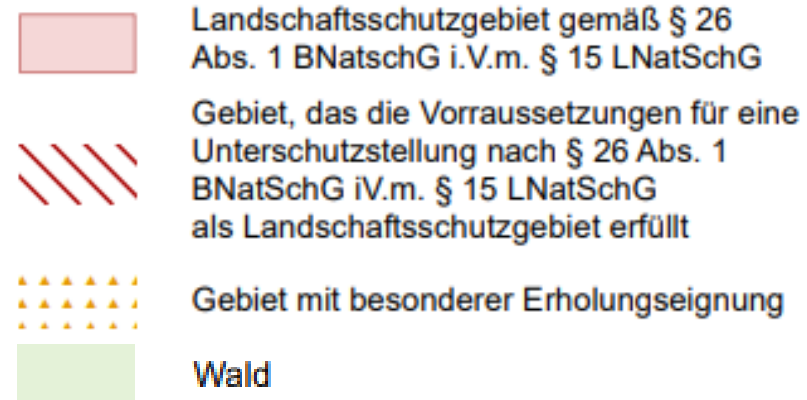 Landschaftsschutzgebiet gemäß § 26
Abs. 1 BNatschG i.V.m. § 15 LNatSchG
Gebiet, das die Vorraussetzungen für eine
Unterschutzstellung nach § 26 Abs. 1
BNatSchG iV.m. § 15 LNatSchG
als Landschaftsschutzgebiet erfüllt
Gebiet mit besonderer Erholungseignung
Wald